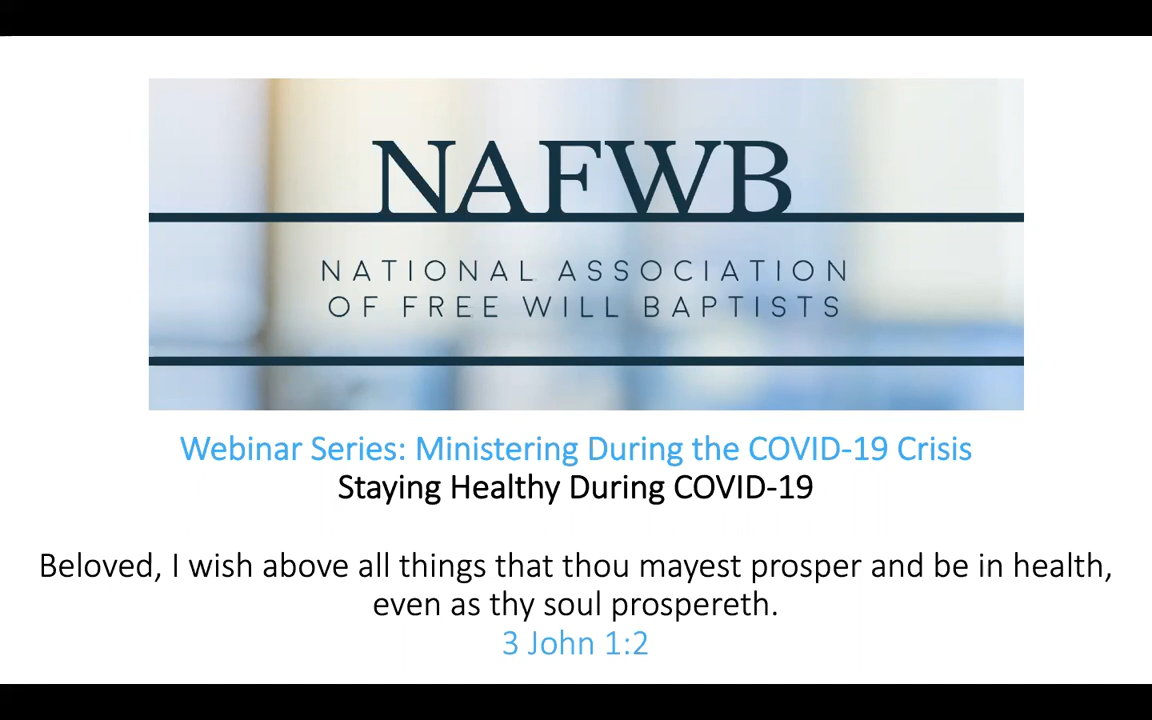 NAFWB
NATIONAL ASSOCIATION
OF FREE WILL BAPTISTS
Webinar Series: Ministering During the COVID-19 Crisis
Staying Healthy During COVID-19
Beloved, I wish above all things that thou mayest prosper and be in health,
even as thy soul prospereth.
3 John 1:2